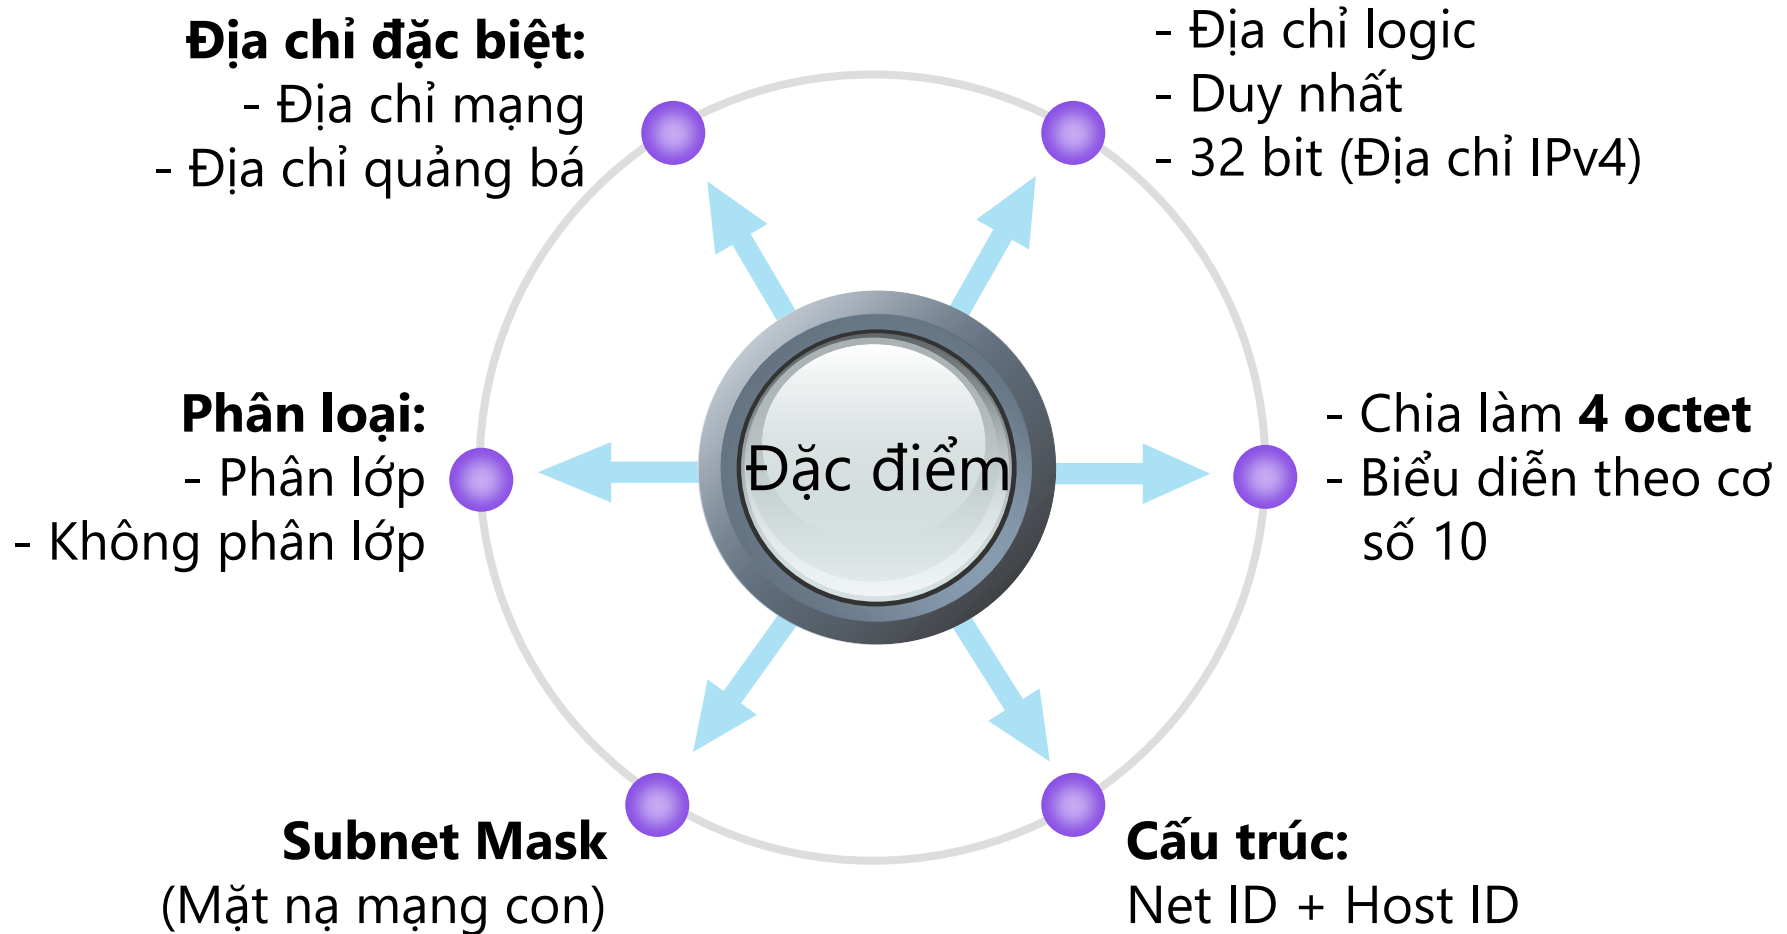 Địa chỉ đặc biệt:
- Địa chỉ mạng
- Địa chỉ quảng bá
- Địa chỉ logic
- Duy nhất
- 32 bit (Địa chỉ IPv4)
Phân loại:
- Phân lớp
- Không phân lớp
Đặc điểm
- Chia làm 4 octet
- Biểu diễn theo cơ
số 10
Subnet Mask
(Mặt nạ mạng con)
Cấu trúc:
Net ID + Host ID